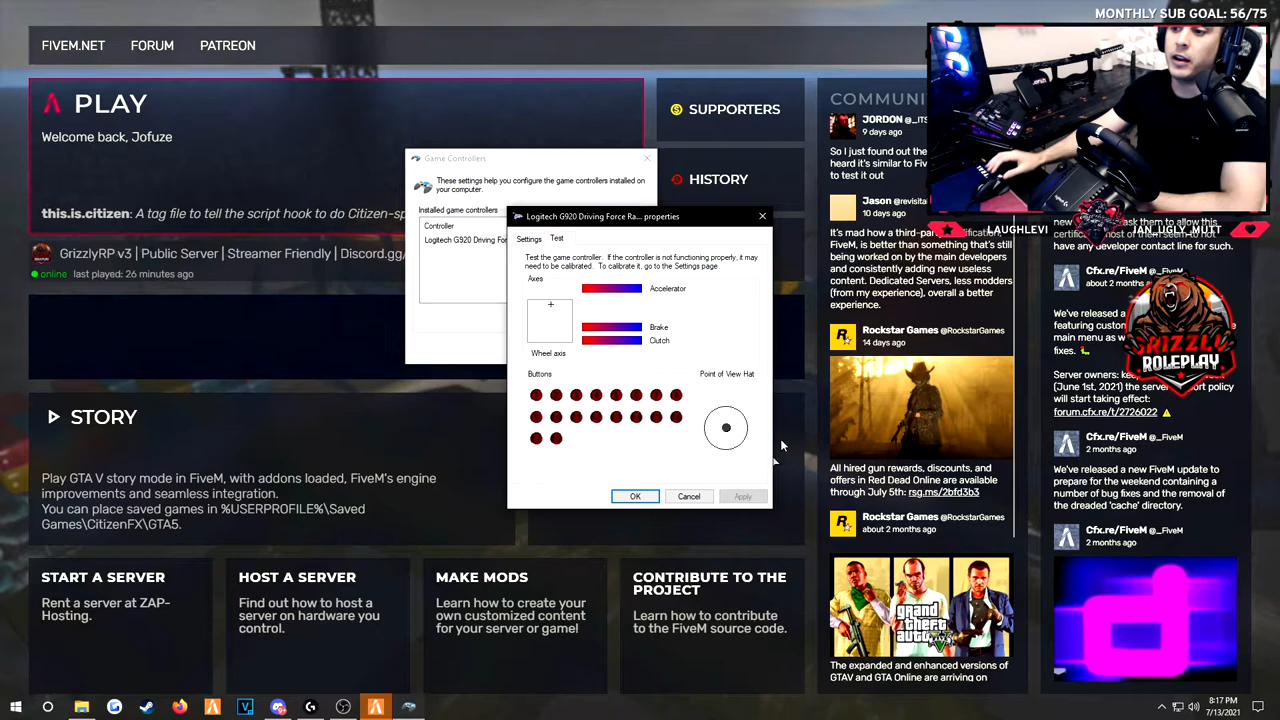 MONTHLY SUB GOAL: 56/75
FIVEM.NET
FORUM
PATREON
PLAY
Welcome back, Jofuze
this.is.citizen: A tag file to tell the script hook to do Citizen-sp
GrizzlyRP v3 | Public Server | Streamer Friendly | Discord.gg/
online last played: 26 minutes ago
SUPPORTERS
HISTORY
Game Controllers
These settings help you configure the game controllers installed on
your computer.
Installed game controllers
Controller
Logitech G920 Driving For
Logitech G920 Driving Force Ra... properties
Settings
Test
Test the game controller. If the controller is not functioning properly, it may
need to be calibrated. To calibrate it, go to the Settings page.
Axes
Accelerator
Brake
Clutch
Wheel axis
Buttons
Point of View Hat
OK
Cancel
Apply
STORY
Play GTA V story mode in FiveM, with addons loaded, FiveM's engine
improvements and seamless integration.
You can place saved games in %USERPROFILE%\Saved
Games\CitizenFX\GTA5.
START A SERVER
Rent a server at ZAP-
Hosting.
HOST A SERVER
Find out how to host a
server on hardware you
control.
MAKE MODS
Learn how to create your
own customized content
for your server or game!
CONTRIBUTE TO THE
PROJECT
Learn how to contribute
to the FiveM source code.
COMMUNI
JORDON @_ITS
9 days ago
So I just found out the
heard it's similar to Five
to test it out
Jason @revisita
10 days ago
It's mad how a third-party
FiveM, is better than something that's still
being worked on by the main developers
and consistently adding new useless
content. Dedicated Servers, less modders
(from my experience), overall a better
experience.
Rockstar Games @RockstarGames
14 days ago
All hired gun rewards, discounts, and
offers in Red Dead Online are available
through July 5th: rsg.ms/2bfd3b3
Rockstar Games @RockstarGames
about 2 months ago
grand
theft
auto
The expanded and enhanced versions of
GTAV and GTA Online are arriving on
LAUGHLEVI
IAN_UGLY_MUTT
have any developer contact line for such.
Cfx.re/FiveM @_FiveM
about 2 months
We've released a
featuring custom
main menu as w
fixes.
Server owners: kee
(June 1st, 2021) the server
port policy
will start taking effect:
forum.cfx.re/t/2726022
GRIZZLY
ROLEPLAY
Cfx.re/FiveM @_FiveM
2 months ago
We've released a new FiveM update to
prepare for the weekend containing a
number of bug fixes and the removal of
the dreaded 'cache' directory.
Cfx.re/FiveM @_FiveM
2 months ago
8:17 PM
7/13/2021